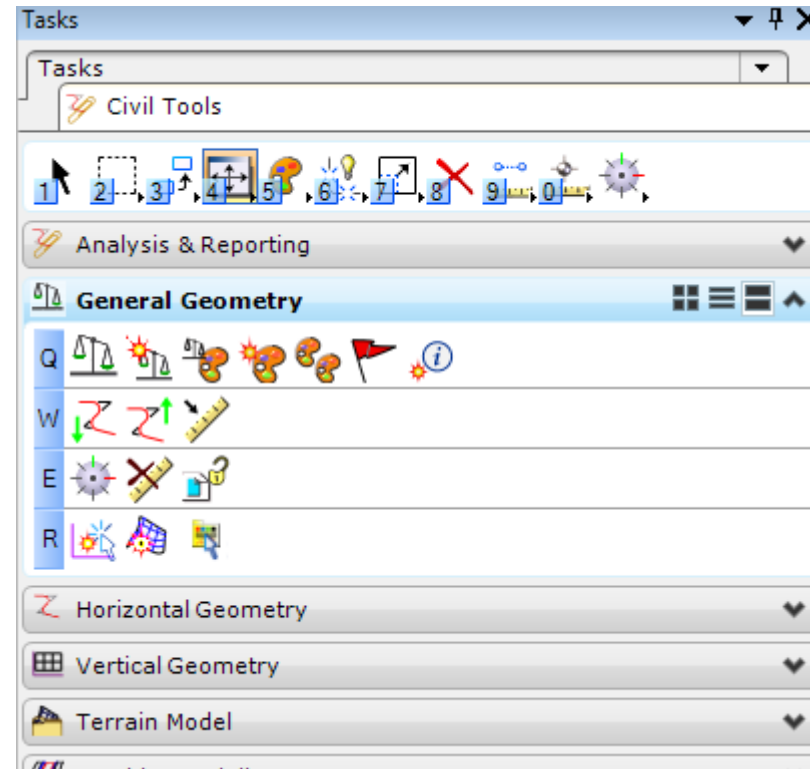 Tasks
Tasks
Civil Tools
1 2 3 4 5 6 7 8 9 0
Analysis & Reporting
General Geometry
Q
W
E
R
Horizontal Geometry
Vertical Geometry
Terrain Model